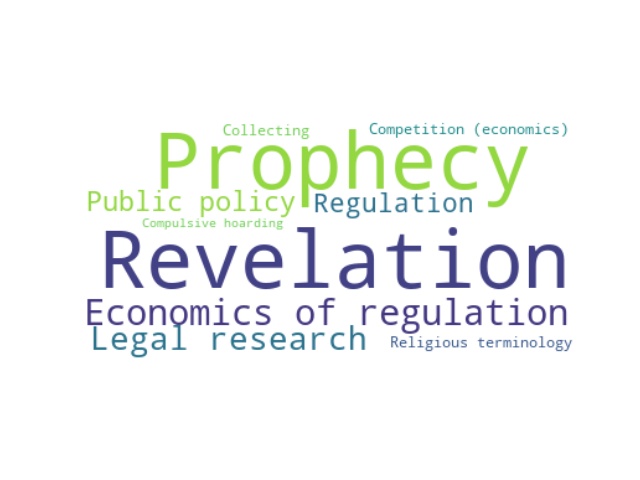 Collecting
Competition (economics)
Prophecy
Public policy
Regulation
Compulsive hoarding
Revelation
Economics of regulation
Legal research
Religious terminology